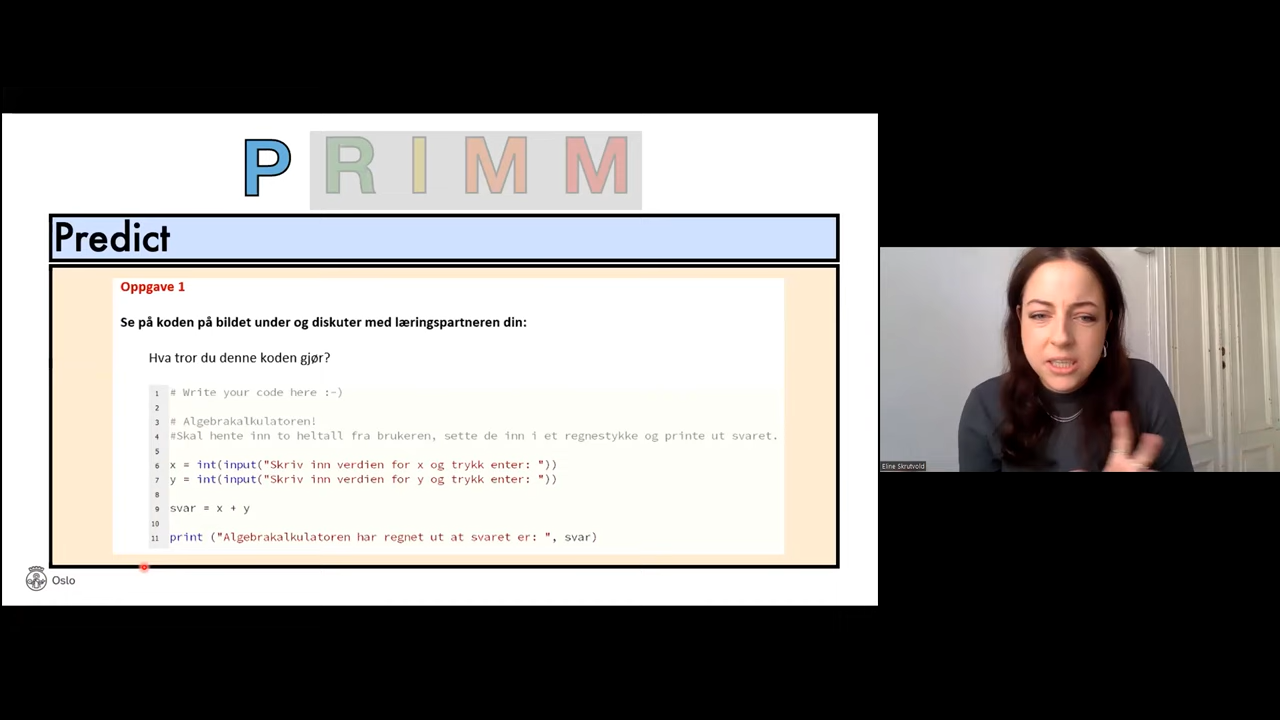 PRIMM
Predict
Oppgave 1
Se på koden på bildet under og diskuter med læringspartneren din:
Hva tror du denne koden gjør?
1 # Write your code here :-)
2
3 # Algebrakalkulatoren!
4 #Skal hente inn to heltall fra brukeren, sette de inn i et regnestykke og printe ut svaret.
5
6 x = int(input("Skriv inn verdien for x og trykk enter: "))
7 y = int(input("Skriv inn verdien for y og trykk enter: "))
8
9 svar = x + y
10
11 print ("Algebrakalkulatoren har regnet ut at svaret er: ", svar)
Oslo
Eline Skrutvold